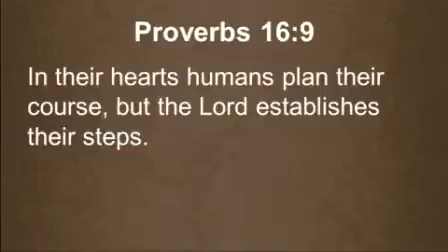 Proverbs 16:9
In their hearts humans plan their
course, but the Lord establishes
their steps.